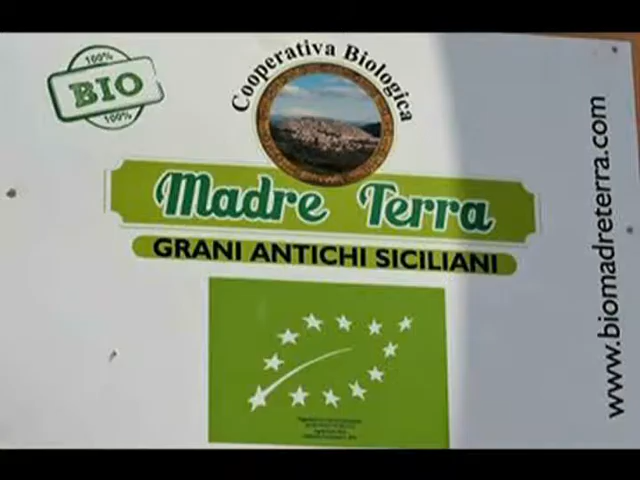 100%
BIO
100%
Cooperativa Biologica
Madre Terra
GRANI ANTICHI SICILIANI
www.biomadreterra.com